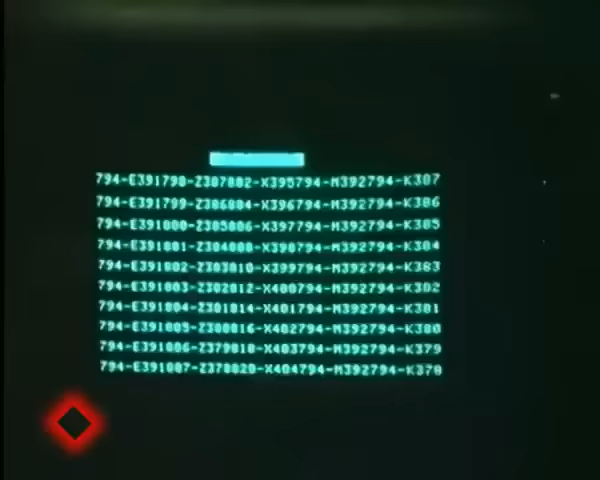 794-E391798-Z387802-X395794-M392794-K387
794-E391799-Z386804-X396794-M392794-K386
794-E391800-Z385806-X397794-M392794-K385
794-E391801-Z384808-X398794-M392794-K384
794-E391802-Z383810-X399794-M392794-K383
794-E391803-Z382812-X400794-M392794-K382
794-E391804-Z381814-X401794-M392794-K381
794-E391805-Z380816-X402794-M392794-K380
794-E391806-Z379818-X403794-M392794-K379
794-E391807-Z378820-X404794-M392794-K378